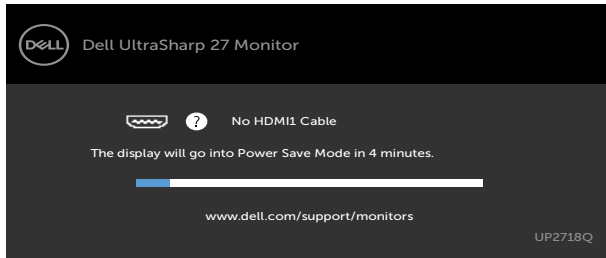 DELL
Dell UltraSharp 27 Monitor
? No HDMI1 Cable
The display will go into Power Save Mode in 4 minutes.
www.dell.com/support/monitors
UP2718Q